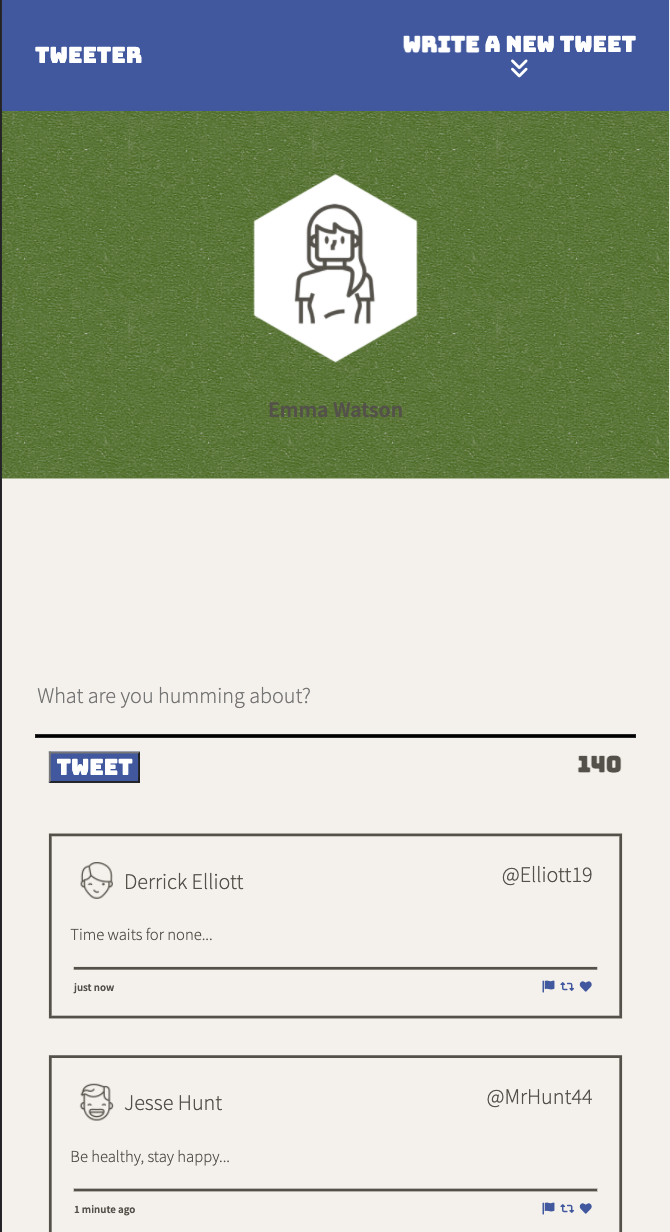 TWEETER
WRITE A NEW TWEET
Emma Watson
What are you humming about?
TWEET
140
Derrick Elliott
@Elliott19
Time waits for none...
just now
Jesse Hunt
@MrHunt44
Be healthy, stay happy...
1 minute ago